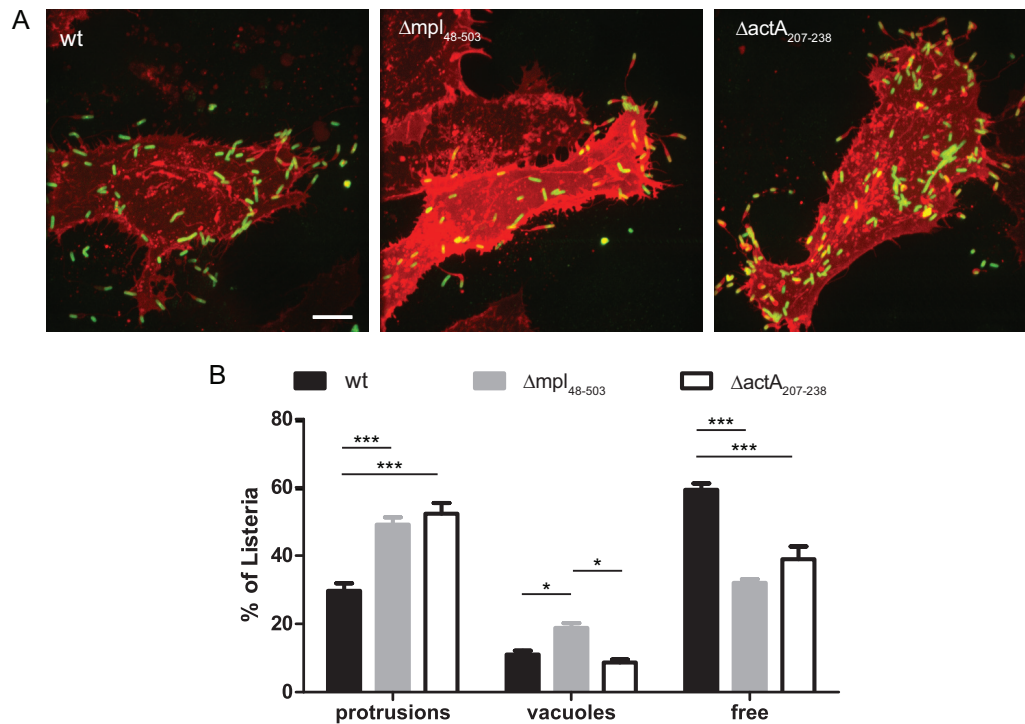 A
wt
Δmpl48-503
ΔactA207-238
B
wt
Δmpl48-503
ΔactA207-238
% of Listeria
80
60
40
20
0
***
***
*
*
***
***
protrusions
vacuoles
free